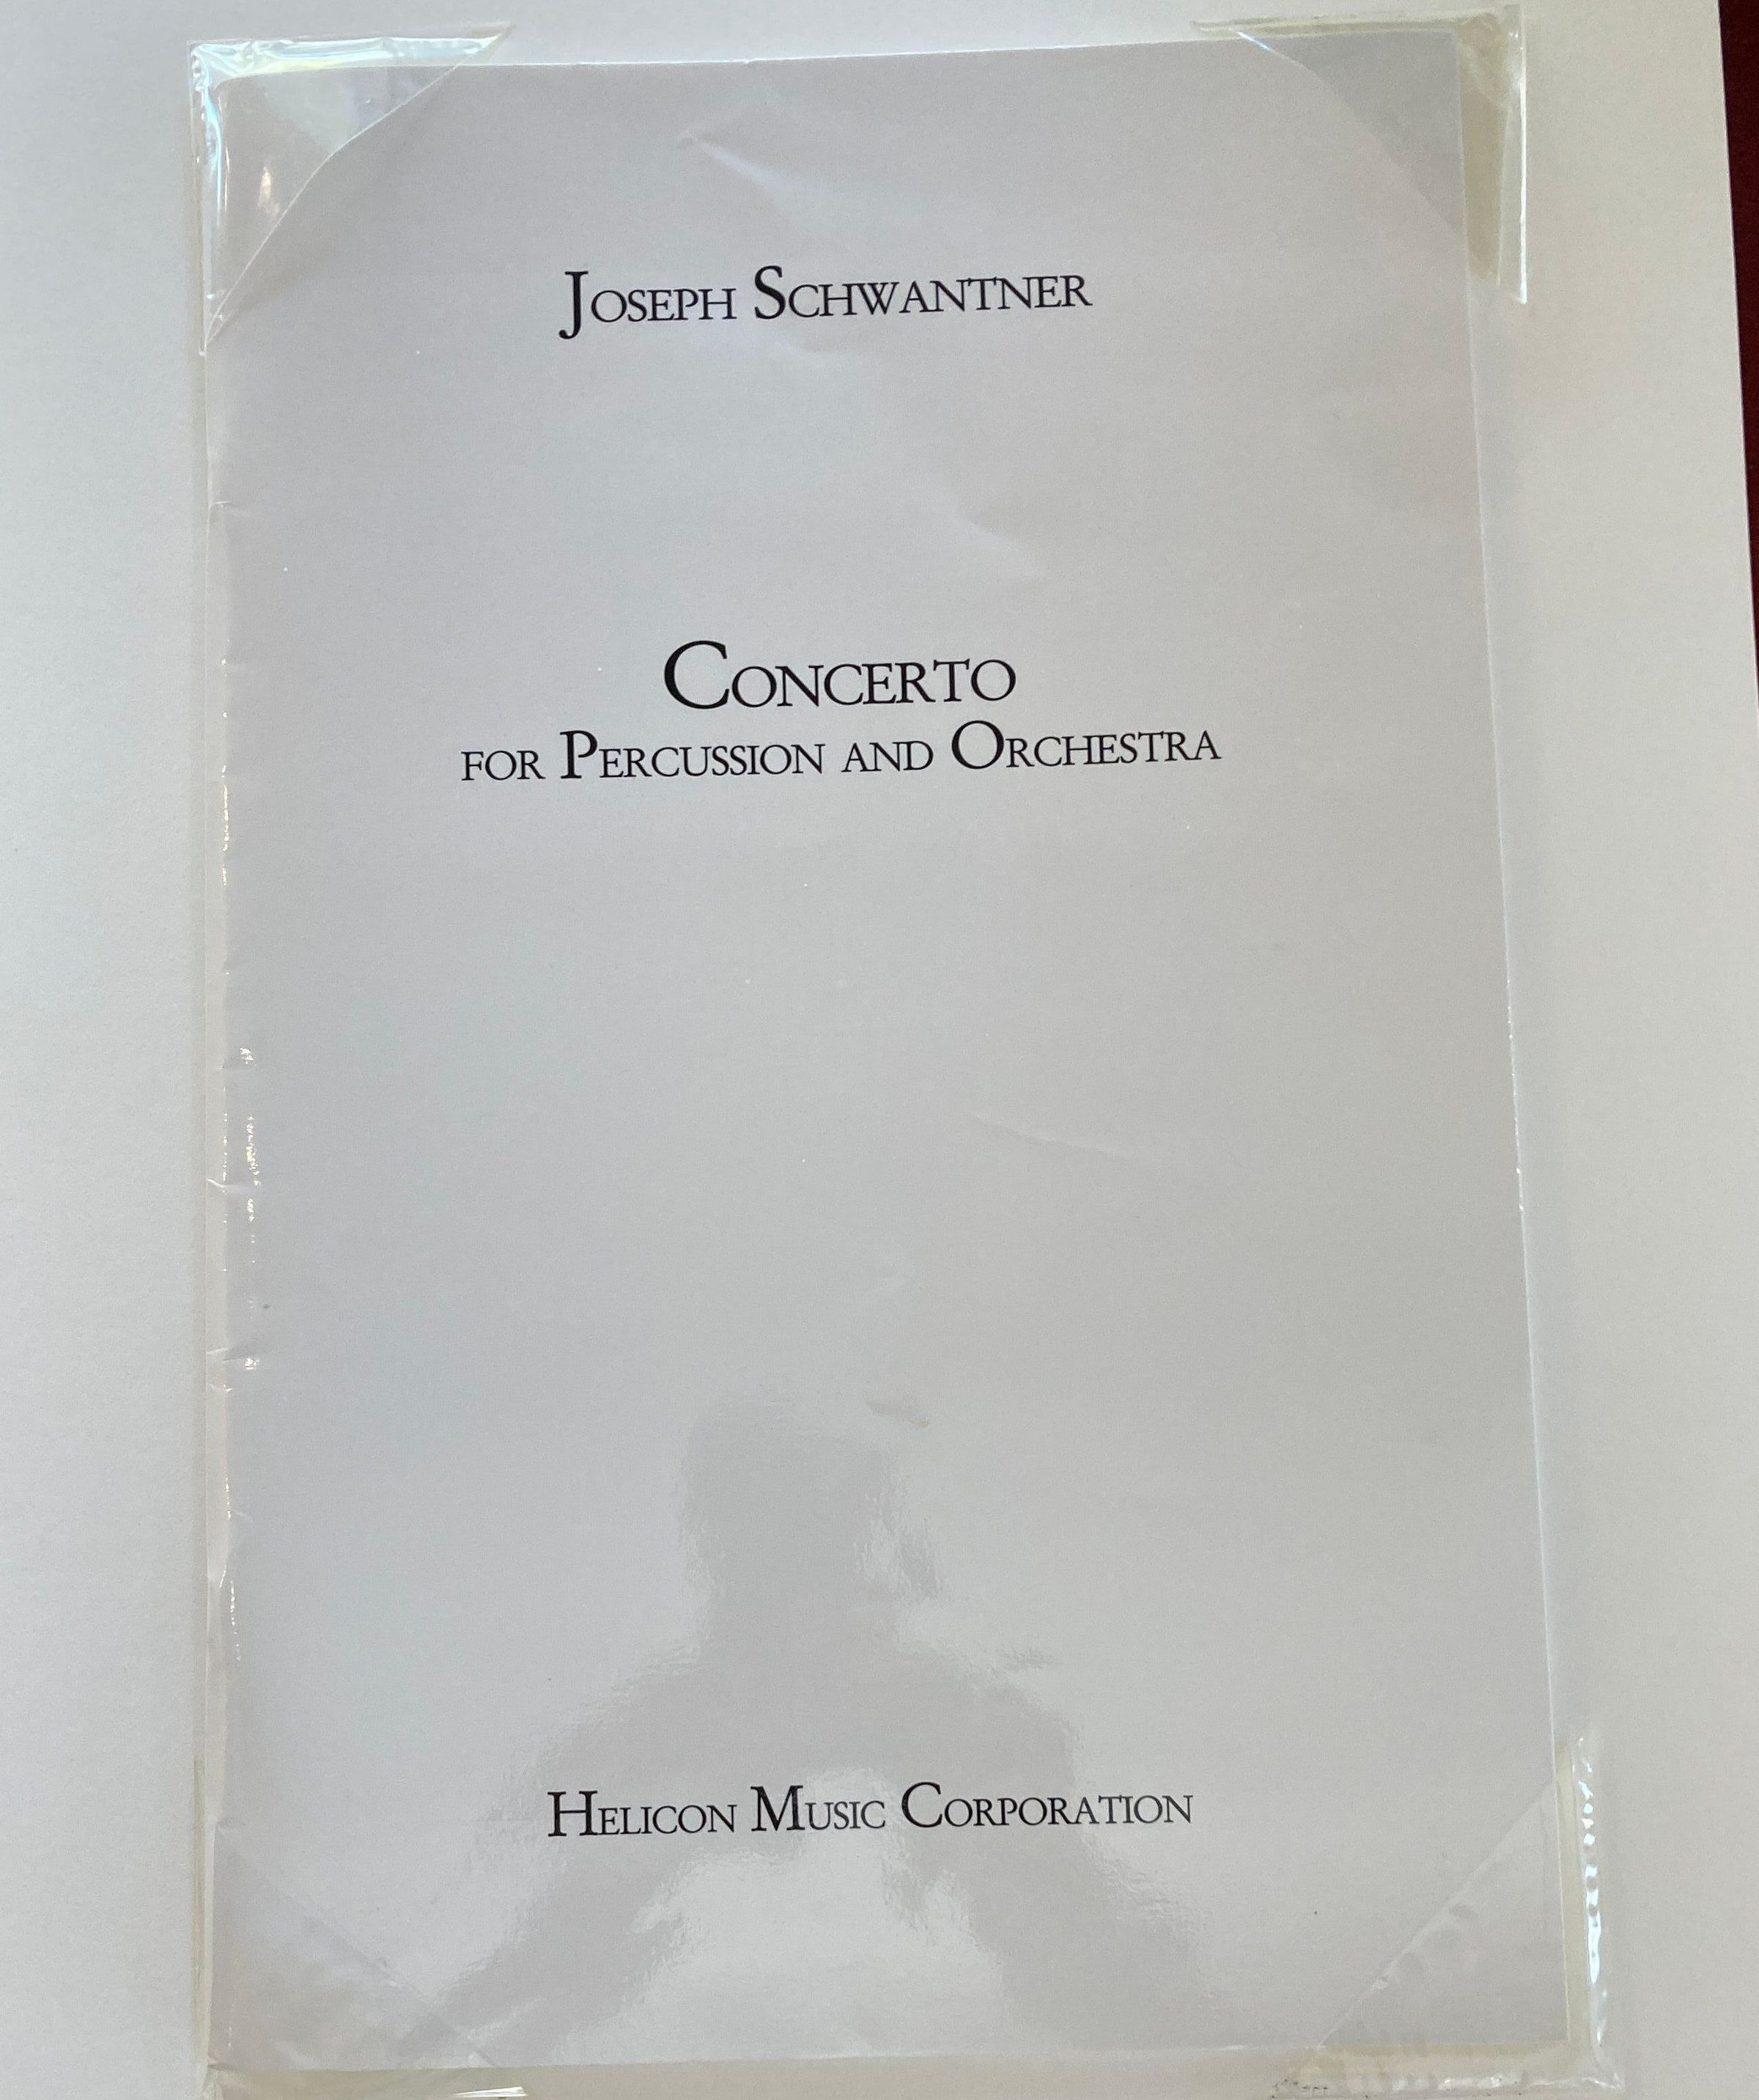 JOSEPH SCHWANTNER
CONCERTO
FOR PERCUSSION AND ORCHESTRA
HELICON MUSIC CORPORATION